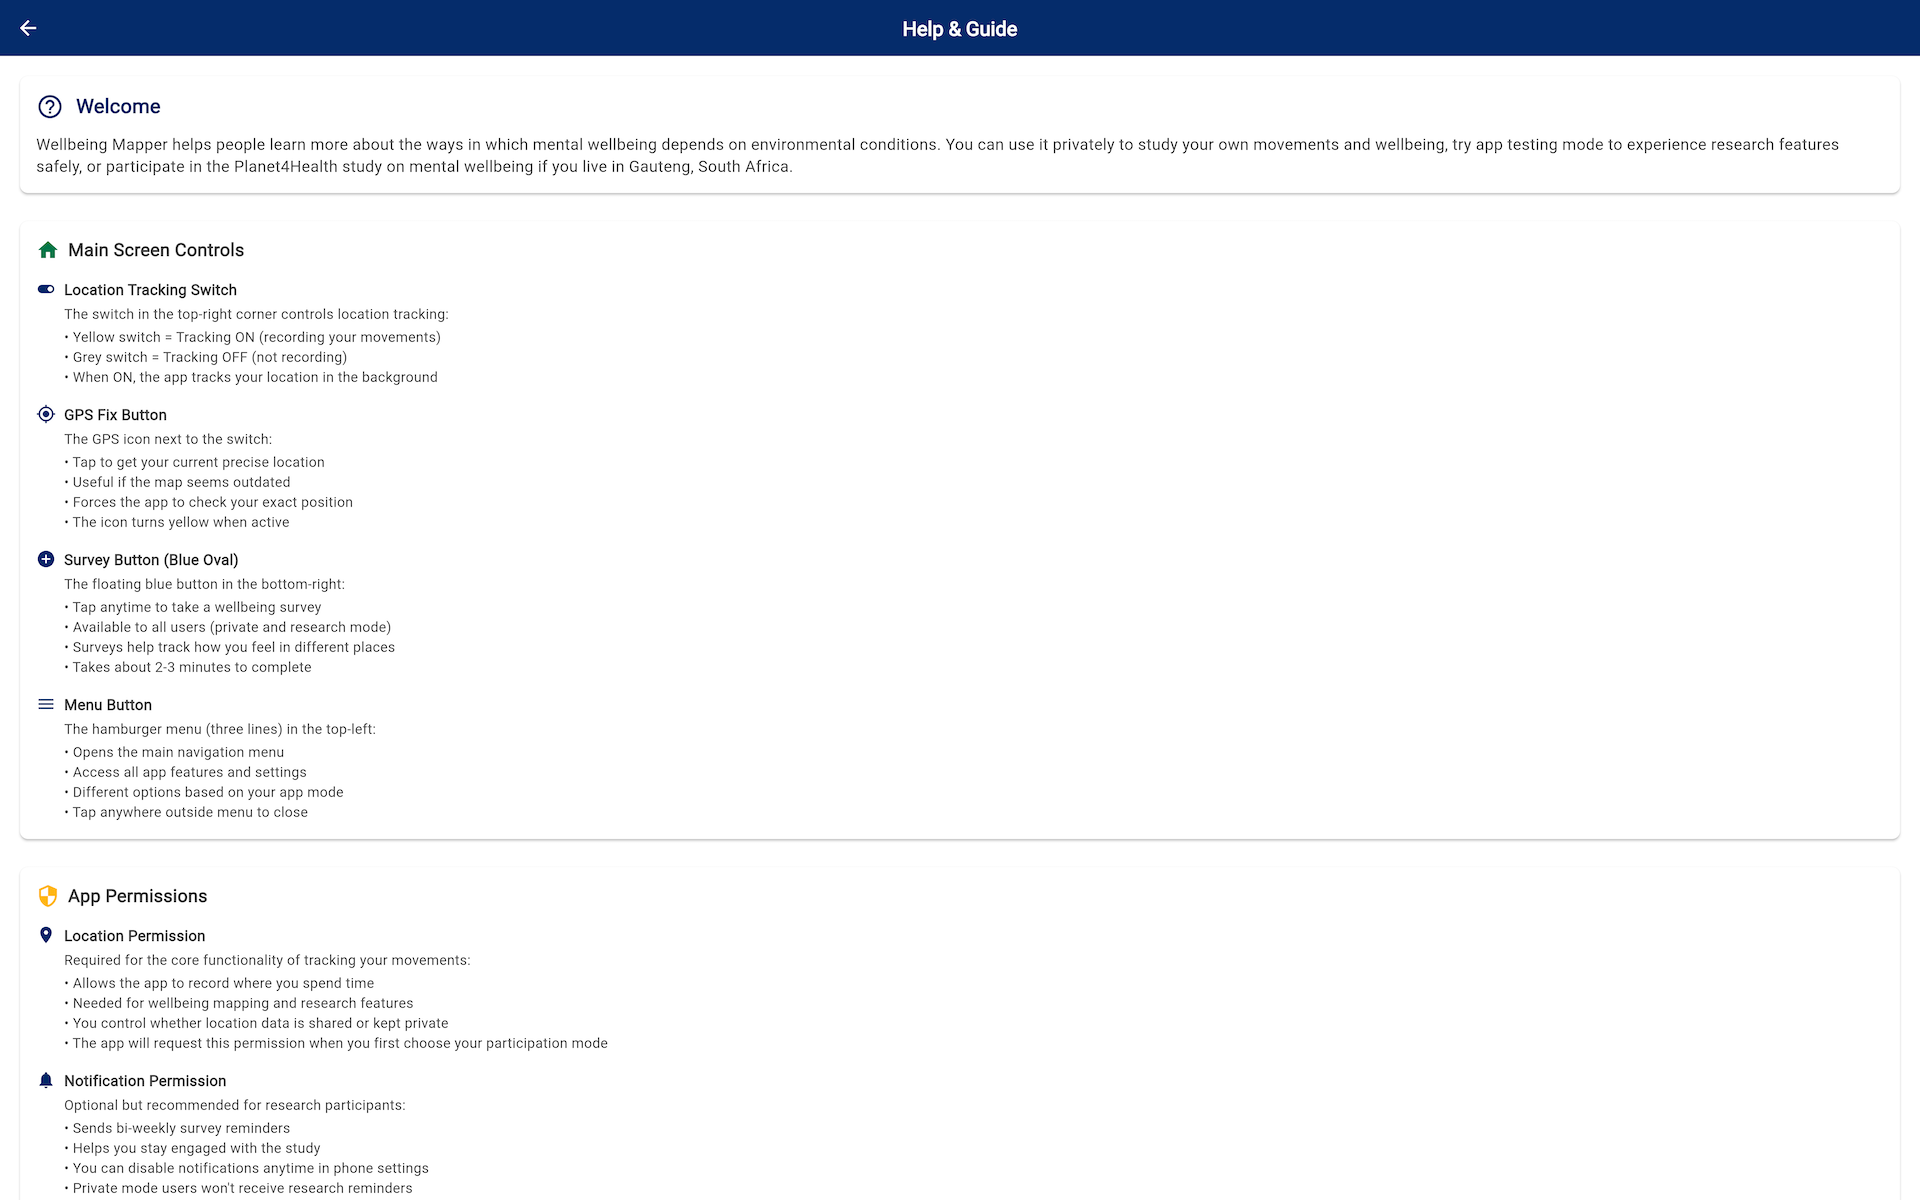 Help & Guide
Welcome
Wellbeing Mapper helps people learn more about the ways in which mental wellbeing depends on environmental conditions. You can use it privately to study your own movements and wellbeing, try app testing mode to experience research features
safely, or participate in the Planet4Health study on mental wellbeing if you live in Gauteng, South Africa.
Main Screen Controls
Location Tracking Switch
The switch in the top-right corner controls location tracking:
• Yellow switch = Tracking ON (recording your movements)
• Grey switch = Tracking OFF (not recording)
• When ON, the app tracks your location in the background
GPS Fix Button
The GPS icon next to the switch:
• Tap to get your current precise location
• Useful if the map seems outdated
• Forces the app to check your exact position
• The icon turns yellow when active
Survey Button (Blue Oval)
The floating blue button in the bottom-right:
• Tap anytime to take a wellbeing survey
• Available to all users (private and research mode)
• Surveys help track how you feel in different places
• Takes about 2-3 minutes to complete
Menu Button
The hamburger menu (three lines) in the top-left:
• Opens the main navigation menu
• Access all app features and settings
• Different options based on your app mode
• Tap anywhere outside menu to close
App Permissions
Location Permission
Required for the core functionality of tracking your movements:
• Allows the app to record where you spend time
• Needed for wellbeing mapping and research features
• You control whether location data is shared or kept private
• The app will request this permission when you first choose your participation mode
Notification Permission
Optional but recommended for research participants:
• Sends bi-weekly survey reminders
• Helps you stay engaged with the study
• You can disable notifications anytime in phone settings
• Private mode users won't receive research reminders